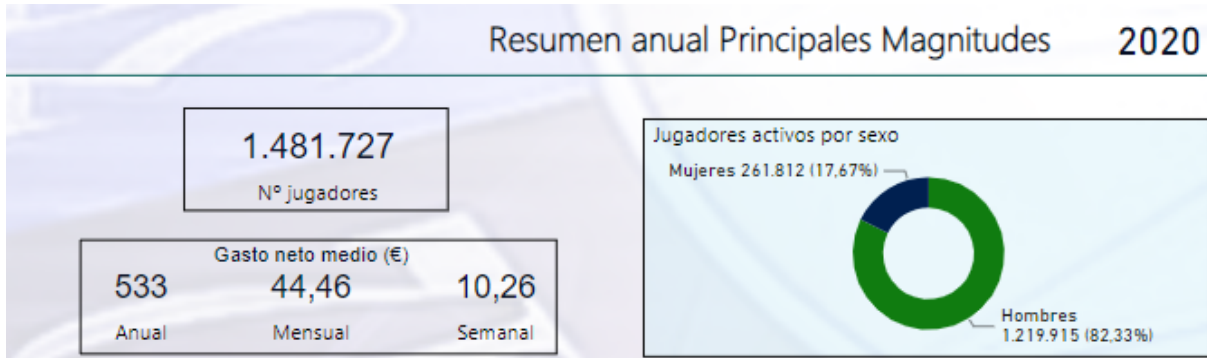 Resumen anual Principales Magnitudes 2020
1.481.727
Nº jugadores
Gasto neto medio (€)
533 44,46 10,26
Anual Mensual Semanal
Jugadores activos por sexo
Mujeres 261.812 (17,67%)
Hombres
1.219.915 (82,33%)